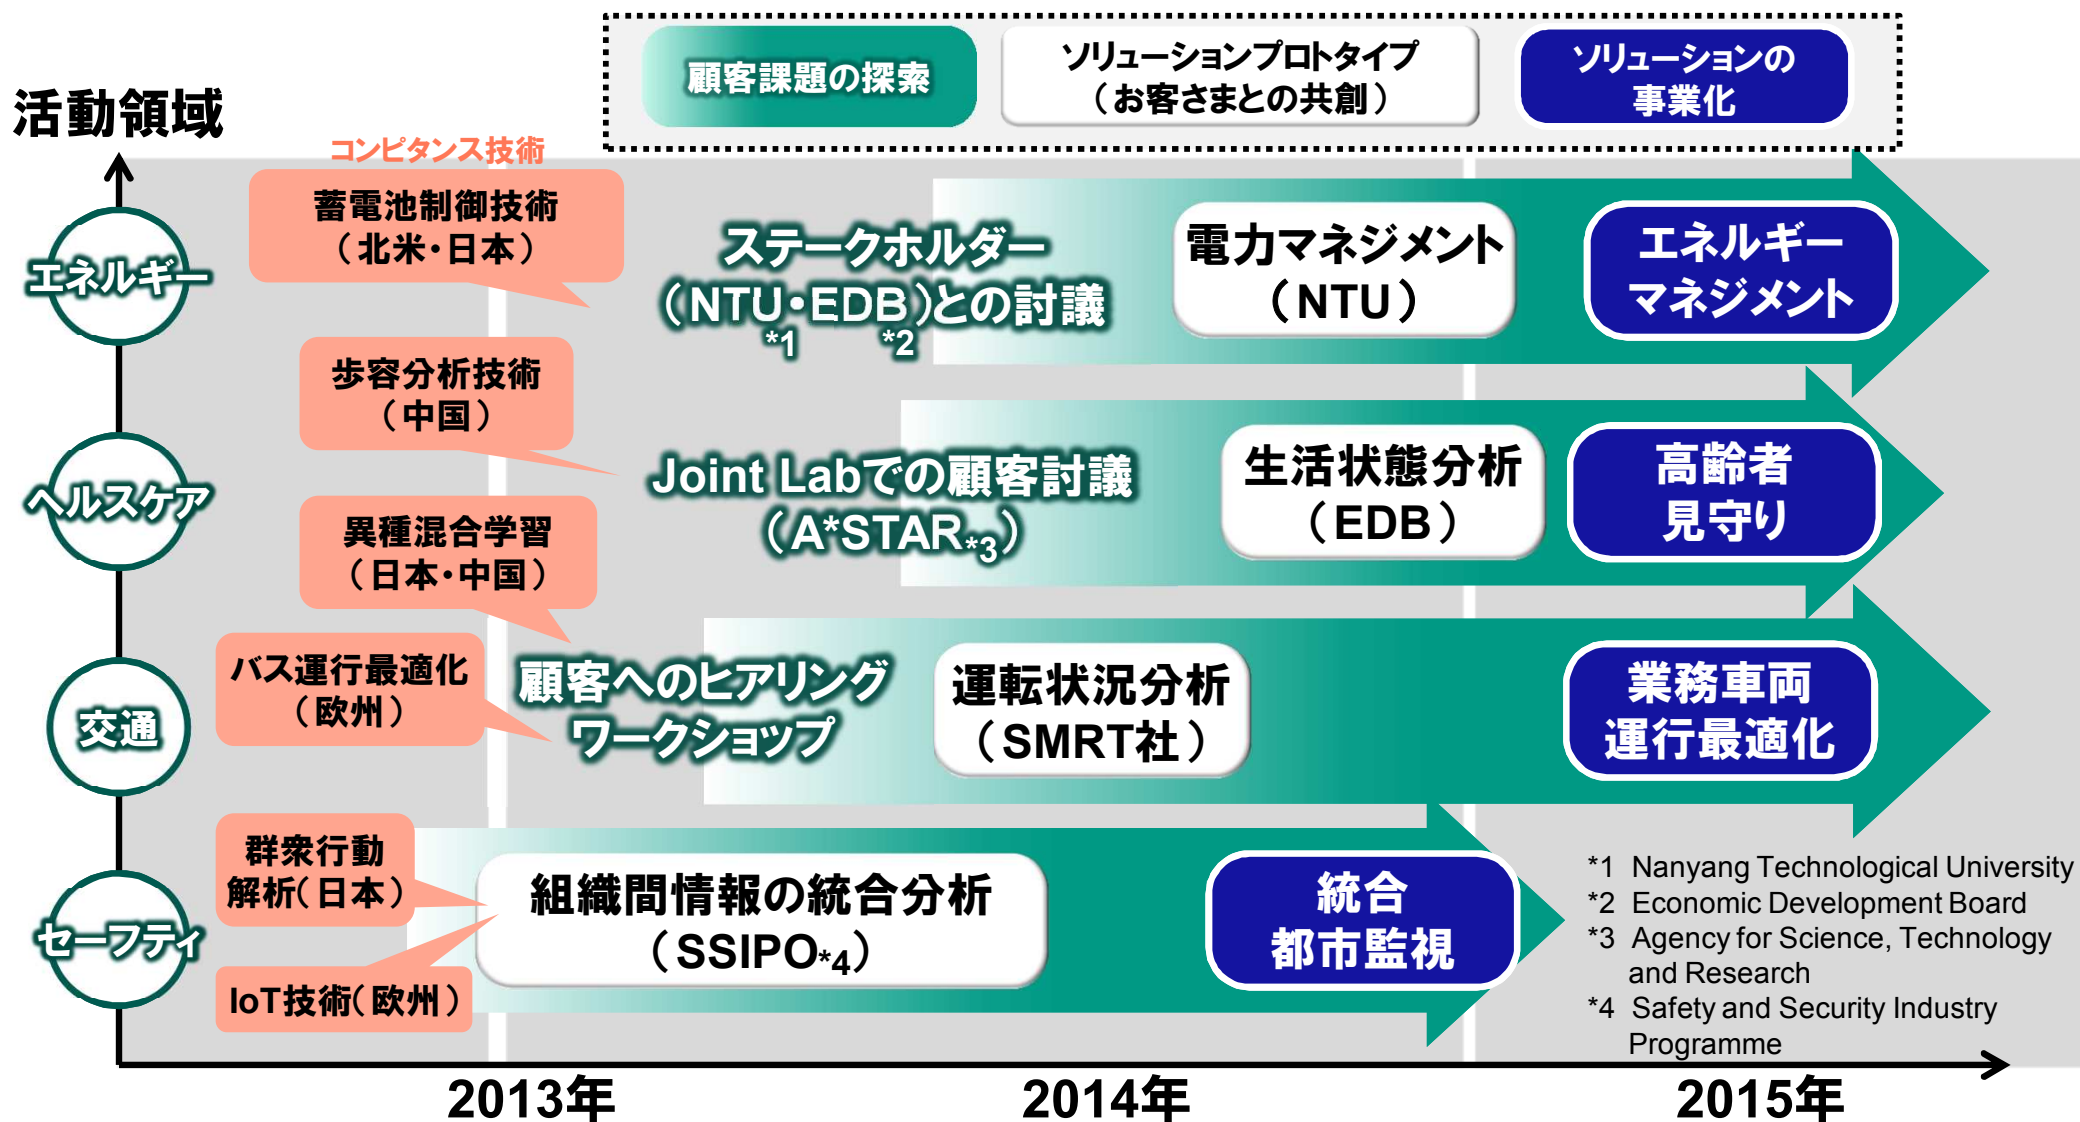 顧客課題の探索
ソリューションプロトタイプ
（お客さまとの共創）
ソリューションの
事業化
活動領域
コンピタンス技術
エネルギー
蓄電池制御技術
（北米・日本）
ステークホルダー
（NTU・EDB）との討議
*1
*2
電力マネジメント
（NTU）
エネルギー
マネジメント
ヘルスケア
歩容分析技術
（中国）
Joint Labでの顧客討議
（A*STAR*3）
生活状態分析
（EDB）
高齢者
見守り
異種混合学習
（日本・中国）
交通
バス運行最適化
（欧州）
顧客へのヒアリング
ワークショップ
運転状況分析
（SMRT社）
業務車両
運行最適化
セーフティ
群衆行動
解析（日本）
IoT技術（欧州）
組織間情報の統合分析
（SSIPO*4）
統合
都市監視
*1 Nanyang Technological University
*2 Economic Development Board
*3 Agency for Science, Technology
and Research
*4 Safety and Security Industry
Programme
2013年
2014年
2015年